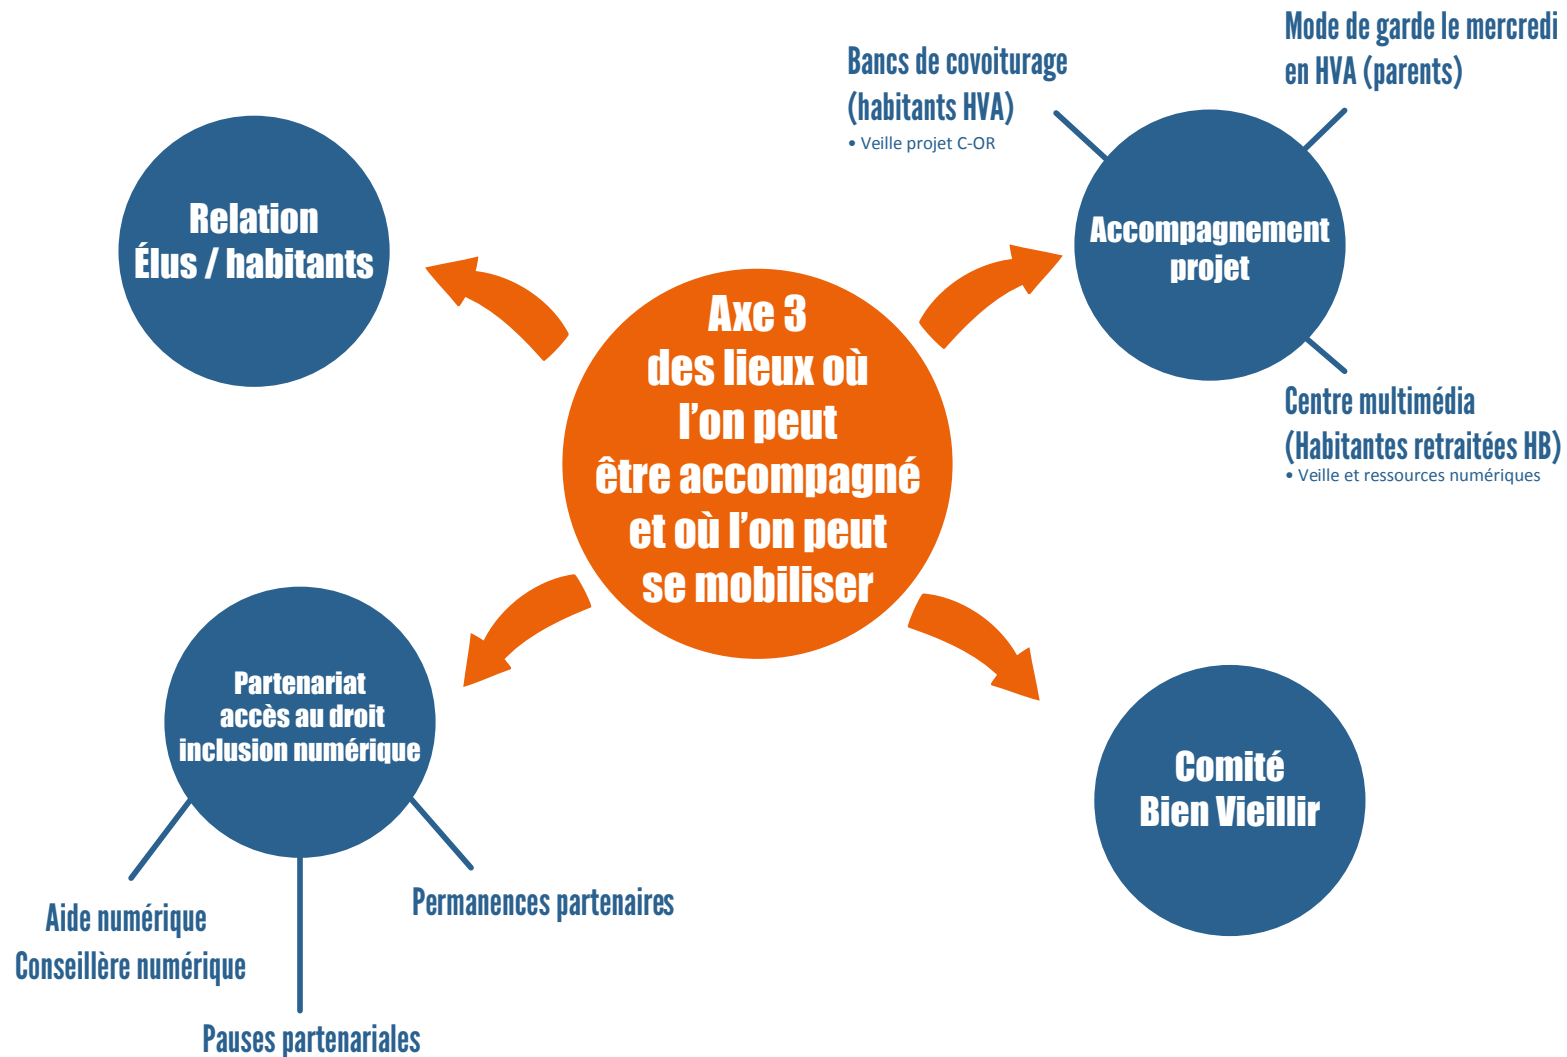 Mode de garde le mercredi
en HVA (parents)
Bancs de covoiturage
(habitants HVA)
• Veille projet C-OR
Relation
Élus / habitants
Accompagnement
projet
Axe 3
des lieux où
l'on peut
être accompagné
et où l'on peut
se mobiliser
Centre multimédia
(Habitantes retraitées HB)
• Veille et ressources numériques
Partenariat
accès au droit
inclusion numérique
Comité
Bien Vieillir
Permanences partenaires
Aide numérique
Conseillère numérique
Pauses partenariales